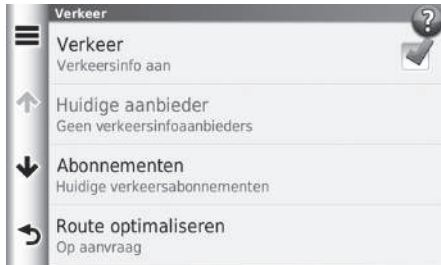 Verkeer
?
Verkeer
Verkeersinfo aan
Huidige aanbieder
Geen verkeersinfoaanbieders
Abonnementen
Huidige verkeersabonnementen
Route optimaliseren
Op aanvraag